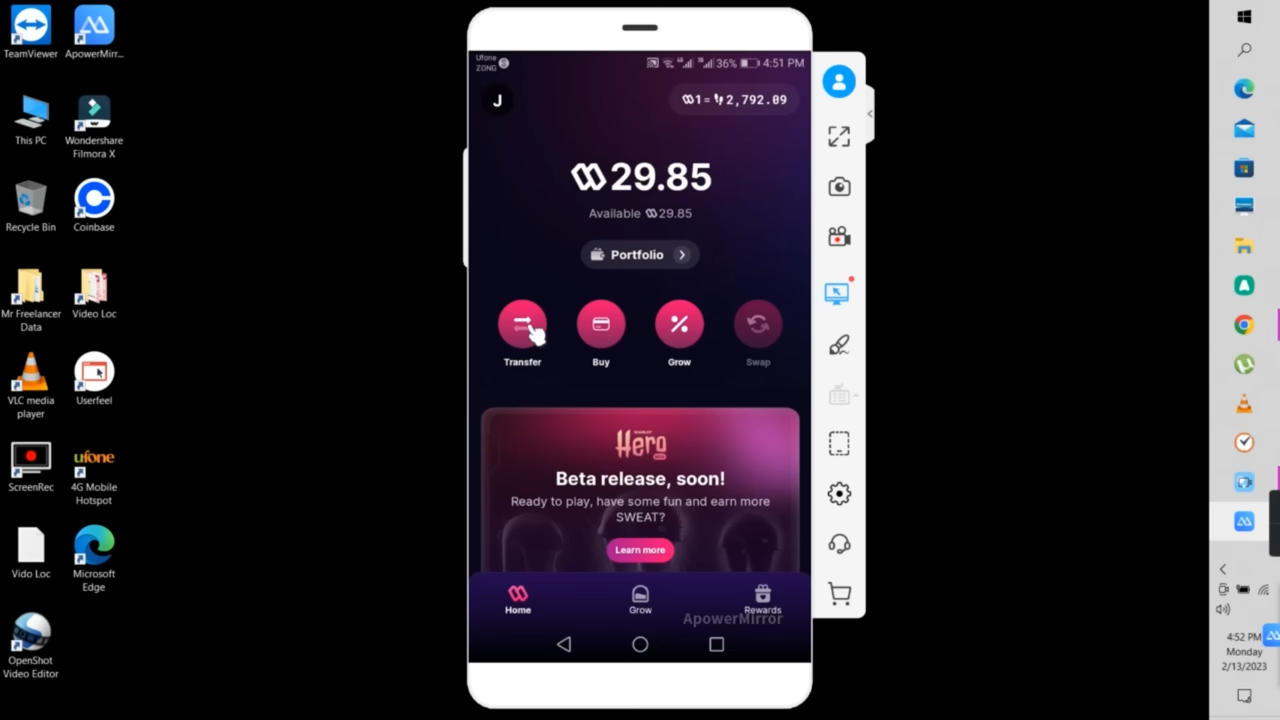 TeamViewer
ApowerMirr...
This PC
Wondershare
Filmora X
Recycle Bin
Coinbase
Mr Freelancer
Data
Video Loc
VLC media
player
Userfeel
ScreenRec
ufone
4G Mobile
Hotspot
Vido Loc
Microsoft
Edge
OpenShot
Video Editor
Ufone
ZONG
36%
4:51 PM
J
1=2,792.09
29.85
Available 29.85
Portfolio
Transfer
Buy
Grow
Swap
Hero
Beta release, soon!
Ready to play, have some fun and earn more
SWEAT?
Learn more
Home
Grow
Rewards
ApowerMirror
4:52 PM
Monday
2/13/2023